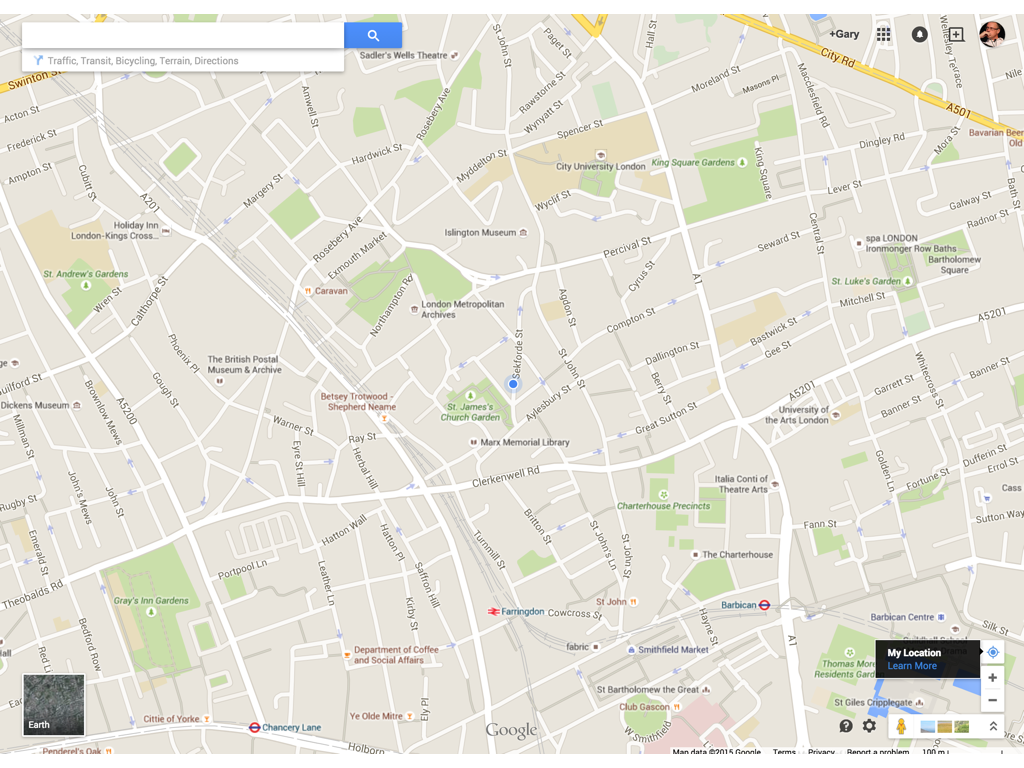 +Gary
Traffic, Transit, Bicycling, Terrain, Directions
Sadler's Wells Theatre
St John St
Paget St
Hall St
City Rd
Wellesley Terrace
Nile
Swinton St
Acton St
Amwell St
Rosebery Ave
Rawstorne St
Moreland St
Masons Pl
Macclesfield Rd
A501
Wynyatt St
Spencer St
Frederick St
Hardwick St
Myddelton St
City University London
King Square Gardens
King Square
Dingley Rd
Mora St
Bavarian Beer
Old
Ampton St
Cubitt St
A201
Margery St
Wyclif St
Lever St
Bath St
Galway St
Radnor St
Holiday Inn
London-Kings Cross...
Rosebery Ave
Exmouth Market
Islington Museum
Percival St
Seward St
Central St
spa LONDON
Ironmonger Row Baths
Bartholomew
Square
St. Andrew's Gardens
Wren St
Calthorpe St
Caravan
Northampton Rd
London Metropolitan
Archives
Agdon St
Cyrus St
A1
St. Luke's Garden
Mitchell St
A5201
Compton St
Bastwick St
Gee St
Phoenix Pl
Gough St
The British Postal
Museum & Archive
Sekforde St
St John St
Dallington St
Berry St
Whitecross St
Banner St
Guilford St
Dickens Museum
Brownlow Mews
A5200
Betsey Trotwood -
Shepherd Neame
St. James's
Church Garden
Aylesbury St
Great Sutton St
A5201
Garrett St
Banner St
University of
the Arts London
Millman St
Warner St
Ray St
Eyre St Hill
Herbal Hill
Marx Memorial Library
Clerkenwell Rd
Golden Ln
Dufferin St
Errol St
Fortune St
John's Mews
John St
Rugby St
Italia Conti of
Theatre Arts
Charterhouse Precincts
Cass
Sutton Way
Emerald St
Hatton Wall
Hatton Pl
Turnmill St
Britton St
St John's Ln
St John St
Fann St
The Charterhouse
Theobalds Rd
Portpool Ln
Leather Ln
Saffron Hill
Kirby St
Gray's Inn Gardens
Farringdon
Cowcross St
St John
Barbican
Hayne St
A1
Barbican Centre
Silk St
Bedford Row
Red Li
fabric
Smithfield Market
Department of Coffee
and Social Affairs
My Location
Learn More
Thomas More
Residents Garden
St Bartholomew the Great
St Giles Cripplegate
Earth
Cittie of Yorke
Ye Olde Mitre
Ely Pl
Club Gascon
W Smithfield
Chancery Lane
Google
Penderel's Oak
Holborn
Map data ©2015 Google
Terms
Privacy
Report a problem
100 m